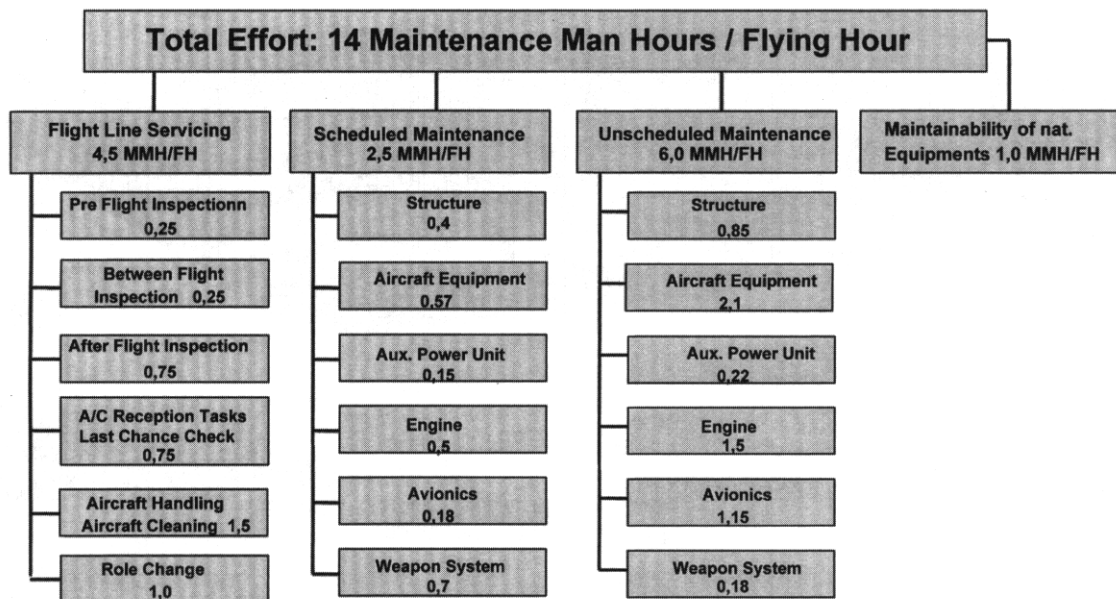 Total Effort: 14 Maintenance Man Hours / Flying Hour
Flight Line Servicing
4,5 MMH/FH
Pre Flight Inspectionn
0,25
Between Flight
Inspection 0,25
After Flight Inspection
0,75
A/C Reception Tasks
Last Chance Check
0,75
Aircraft Handling
Aircraft Cleaning 1,5
Role Change
1,0
Scheduled Maintenance
2,5 MMH/FH
Structure
0,4
Aircraft Equipment
0,57
Aux. Power Unit
0,15
Engine
0,5
Avionics
0,18
Weapon System
0,7
Unscheduled Maintenance
6,0 MMH/FH
Structure
0,85
Aircraft Equipment
2,1
Aux. Power Unit
0,22
Engine
1,5
Avionics
1,15
Weapon System
0,18
Maintainability of nat.
Equipments 1,0 MMH/FH